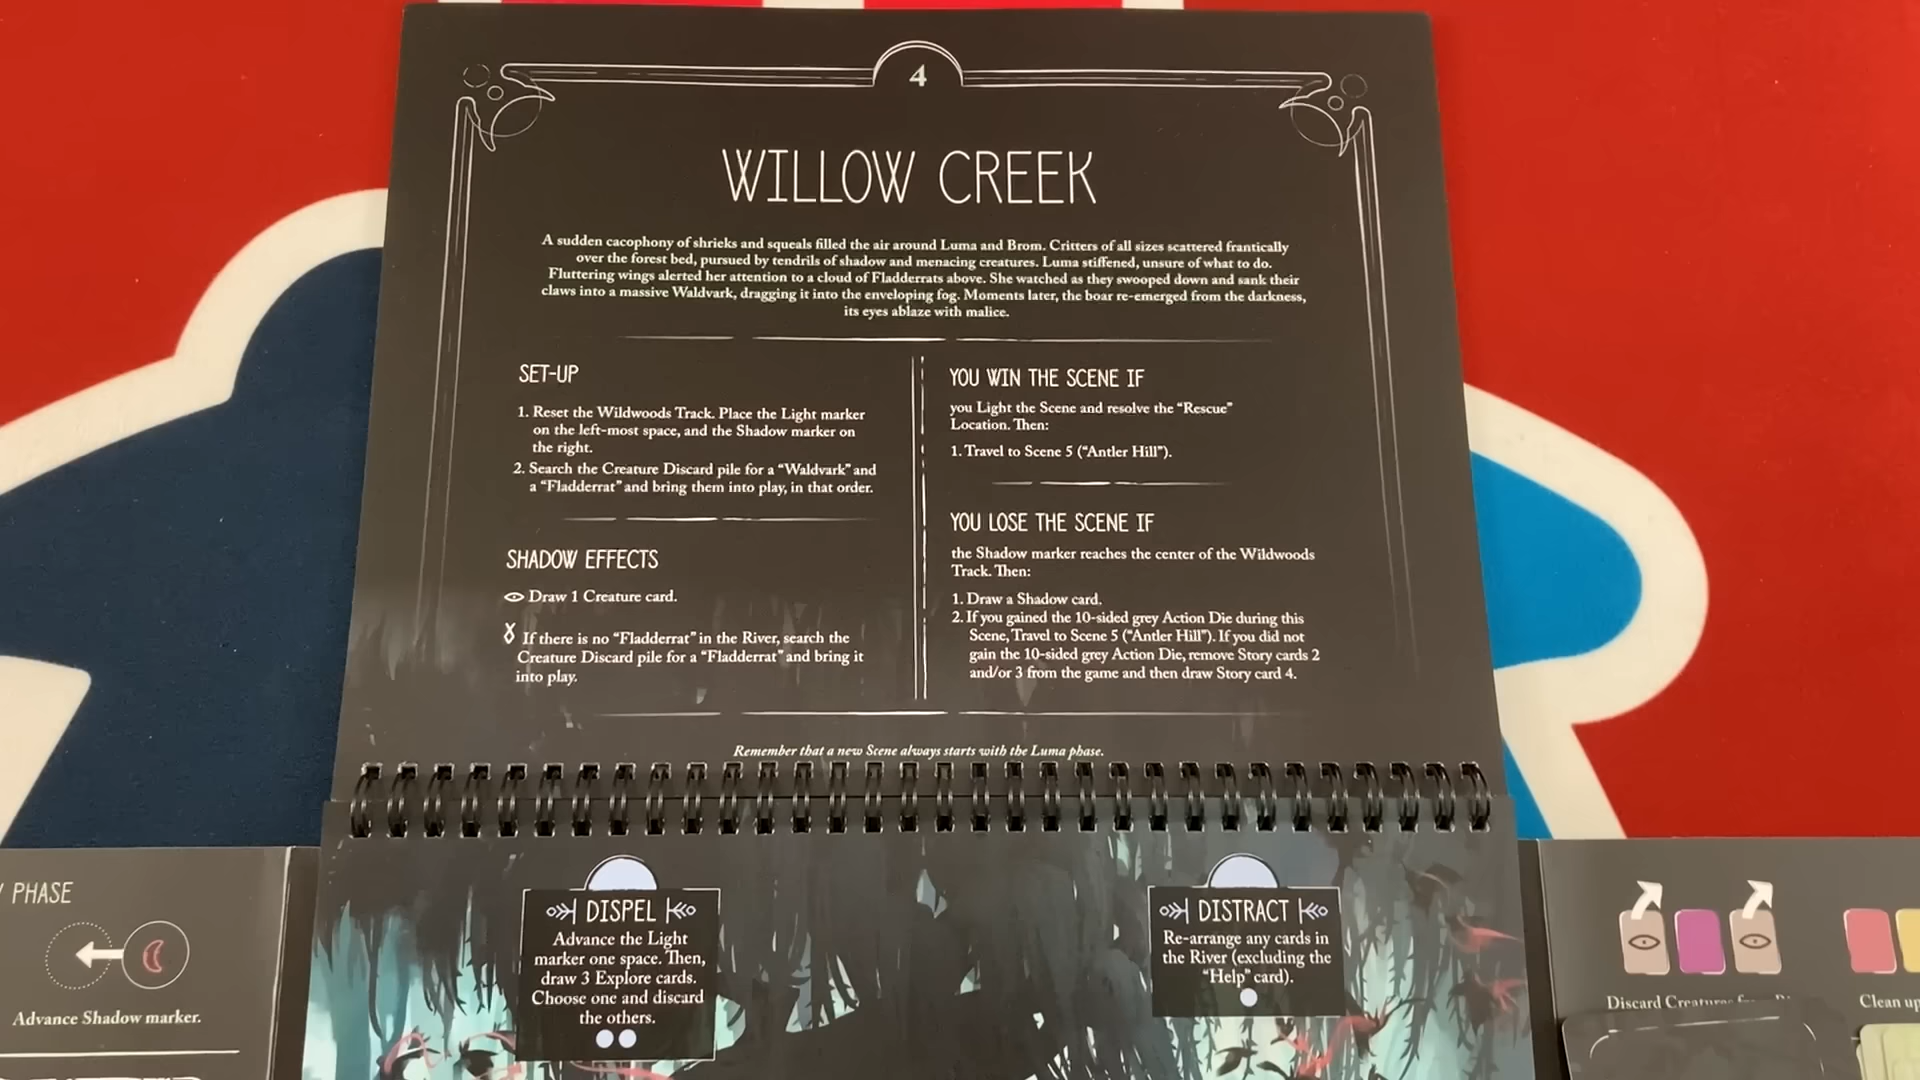 4
WILLOW CREEK
A sudden cacophony of shrieks and squeals filled the air around Luma and Brom. Critters of all sizes scattered frantically
over the forest bed, pursued by tendrils of shadow and menacing creatures. Luma stiffened, unsure of what to do.
Fluttering wings alerted her attention to a cloud of Fladderrats above. She watched as they swooped down and sank their
claws into a massive Waldvark, dragging it into the enveloping fog. Moments later, the boar re-emerged from the darkness,
its eyes ablaze with malice.
SET-UP
1. Reset the Wildwoods Track. Place the Light marker
on the left-most space, and the Shadow marker on
the right.
2. Search the Creature Discard pile for a “Waldvark” and
a “Fladderrat” and bring them into play, in that order.
SHADOW EFFECTS
Draw 1 Creature card.
If there is no “Fladderrat” in the River, search the
Creature Discard pile for a “Fladderrat” and bring it
into play.
YOU WIN THE SCENE IF
you Light the Scene and resolve the “Rescue”
Location. Then:
1. Travel to Scene 5 (“Antler Hill”).
YOU LOSE THE SCENE IF
the Shadow marker reaches the center of the Wildwoods
Track. Then:
1. Draw a Shadow card.
2. If you gained the 10-sided grey Action Die during this
Scene, Travel to Scene 5 (“Antler Hill”). If you did not
gain the 10-sided grey Action Die, remove Story cards 2
and/or 3 from the game and then draw Story card 4.
Remember that a new Scene always starts with the Luma phase.
PHASE
Advance Shadow marker.
DISPEL
Advance the Light
marker one space. Then,
draw 3 Explore cards.
Choose one and discard
the others.
DISTRACT
Re-arrange any cards in
the River (excluding the
“Help” card).
Discard Creatures
Clean up